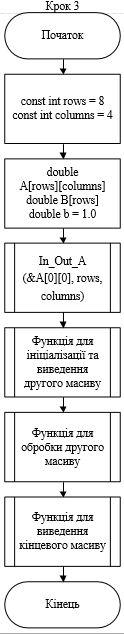 Крок 3
Початок
const int rows = 8
const int columns = 4
double
A[rows][columns]
double B[rows]
double b = 1.0
In_Out_A
(&A[0][0], rows,
columns)
Функція для
ініціалізації та
виведення
другого масиву
Функція для
обробки другого
масиву
Функція для
виведення
кінцевого масиву
Кінець